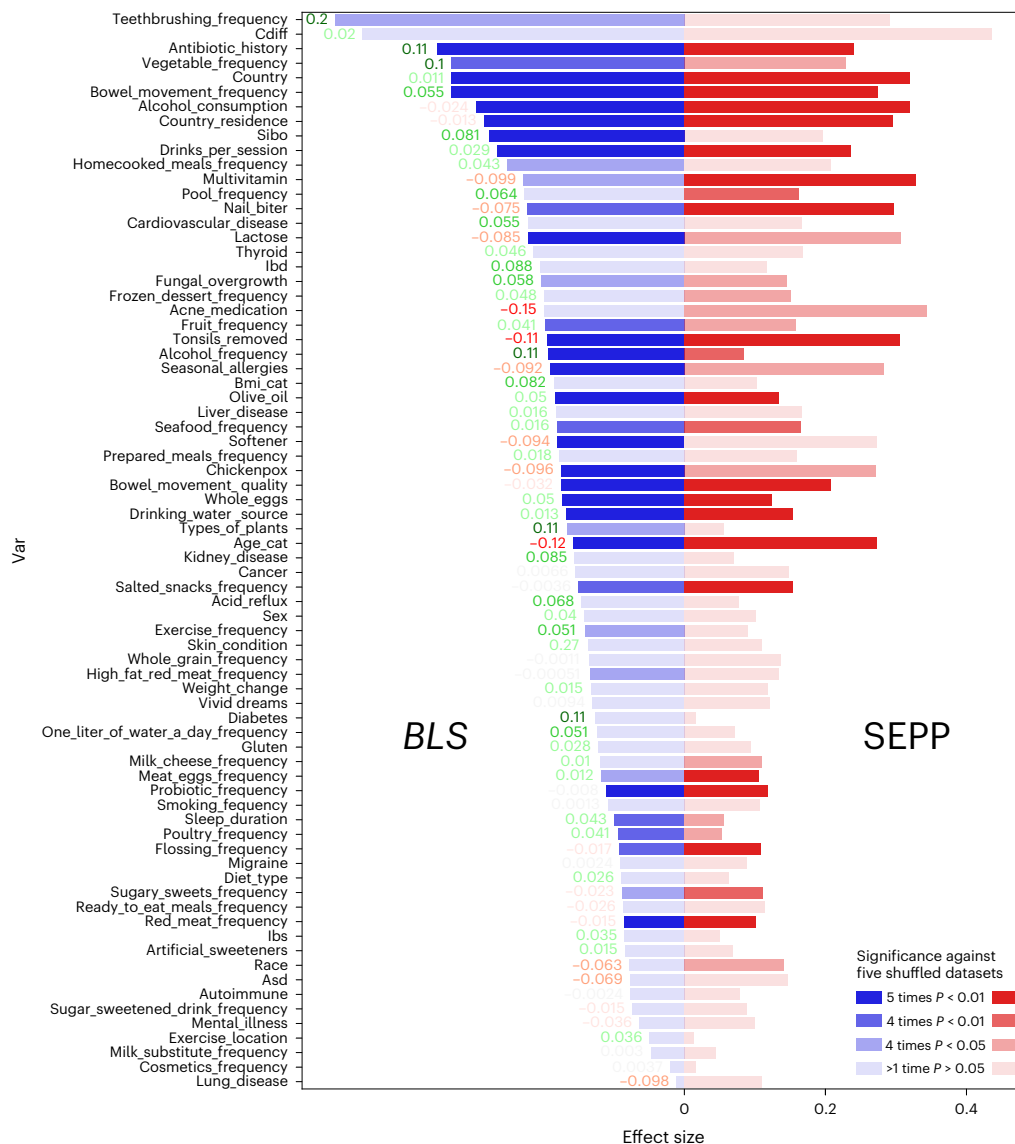 Teethbrushing_frequency 0.2
Cdiff 0.02
Antibiotic_history 0.11
Vegetable_frequency 0.1
Country 0.011
Bowel_movement_frequency 0.055
Alcohol_consumption −0.024
Country_residence −0.013
Sibo 0.081
Drinks_per_session 0.029
Homecooked_meals_frequency 0.043
Multivitamin −0.099
Pool_frequency 0.064
Nail_biter −0.075
Cardiovascular_disease 0.055
Lactose −0.085
Thyroid 0.046
Ibd 0.088
Fungal_overgrowth 0.058
Frozen_dessert_frequency 0.048
Acne_medication −0.15
Fruit_frequency 0.041
Tonsils_removed −0.11
Alcohol_frequency 0.11
Seasonal_allergies −0.092
Bmi_cat 0.082
Olive_oil 0.05
Liver_disease 0.016
Seafood_frequency 0.016
Softener −0.094
Prepared_meals_frequency 0.018
Chickenpox −0.096
Bowel_movement_ quality −0.032
Whole_eggs 0.05
Drinking_water_source 0.013
Types_of_plants 0.11
Var
Age_cat −0.12
Kidney_disease 0.085
Cancer
Salted_snacks_frequency
Acid_reflux 0.068
Sex 0.04
Exercise_frequency 0.051
Skin_condition 0.27
Whole_grain_frequency
High_fat_red_meat_frequency
Weight_change 0.015
Vivid dreams
Diabetes 0.11
One_liter_of_water_a_day_frequency 0.051
BLS SEPP
Gluten 0.028
Milk_cheese_frequency 0.01
Meat_eggs_frequency 0.012
Probiotic_frequency
Smoking_fequency
Sleep_duration 0.043
Poultry_frequency 0.041
Flossing_frequency −0.017
Migraine
Diet_type 0.026
Sugary_sweets_frequency −0.023
Ready_to_eat_meals_frequency −0.026
Red_meat_frequency −0.015
Ibs 0.035
Artificial_sweeteners 0.015
Race −0.063
Asd −0.069
Autoimmune
Sugar_sweetened_drink_frequency −0.015
Mental_illness −0.036
Exercise_location 0.036
Milk_substitute_frequency
Cosmetics_frequency
Lung_disease −0.098
Significance against
five shuffled datasets
5 times P < 0.01
4 times P < 0.01
4 times P < 0.05
>1 time P > 0.05
0 0.2 0.4
Effect size